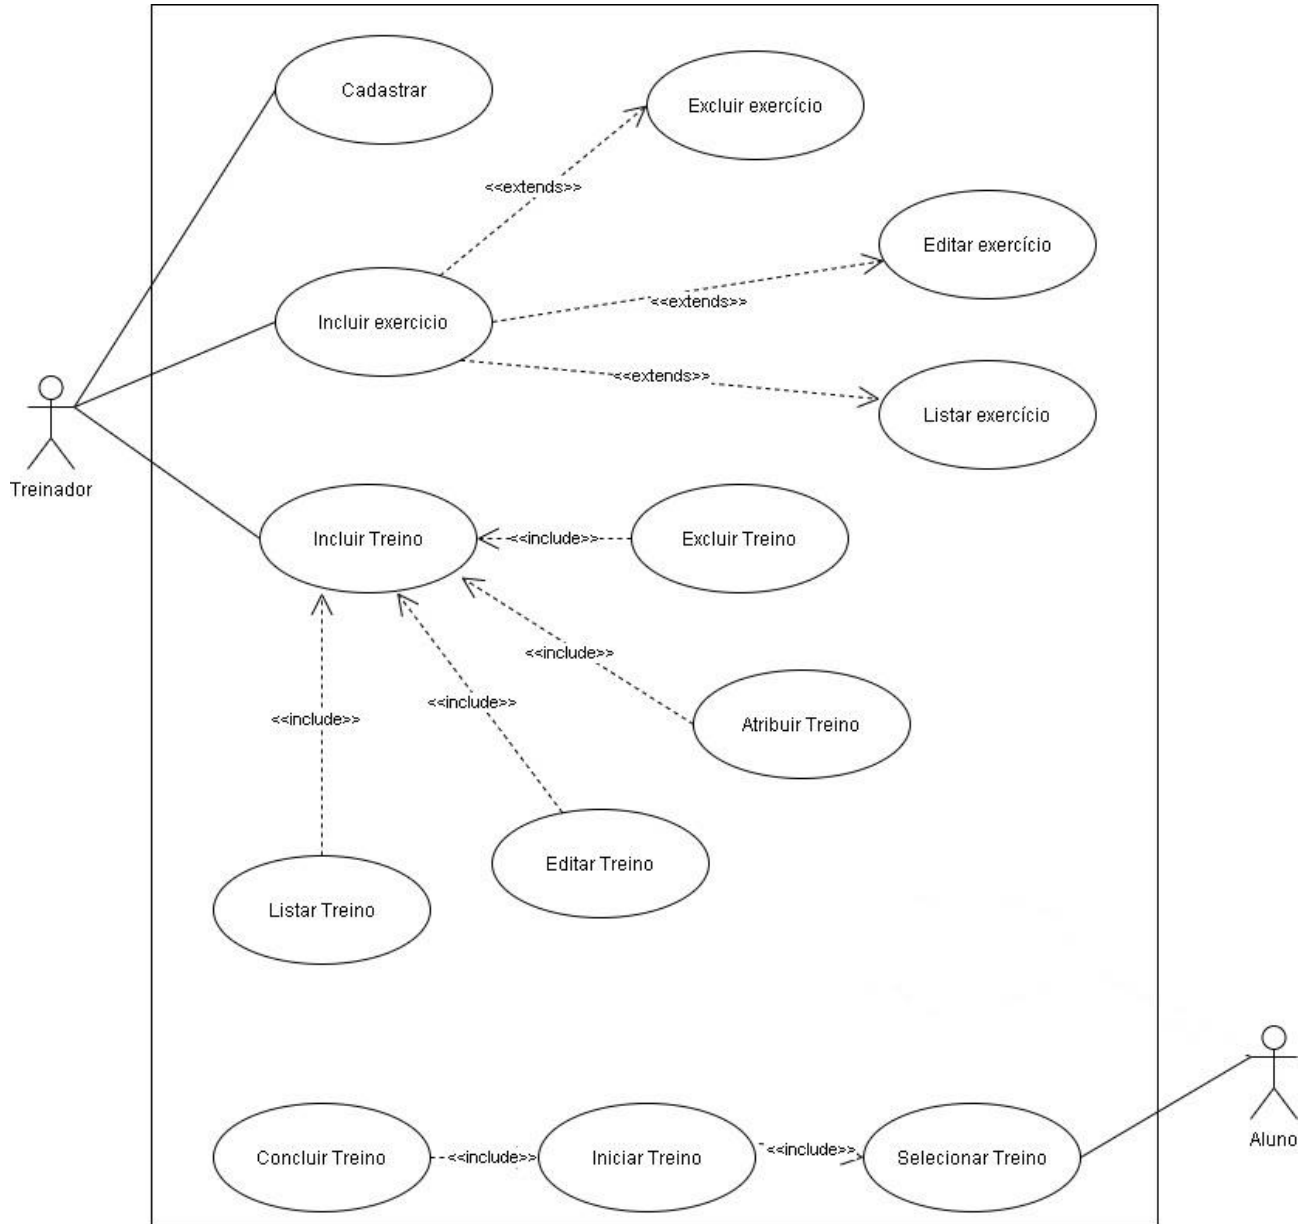 Cadastrar
Excluir exercício
<<extends>>
Editar exercício
<<extends>>
Incluir exercicio
<<extends>>
Listar exercício
Treinador
Incluir Treino
<<include>>
Excluir Treino
<<include>>
Atribuir Treino
<<include>>
<<include>>
Editar Treino
Listar Treino
Aluno
Concluir Treino
<<include>>
Iniciar Treino
<<include>>
Selecionar Treino